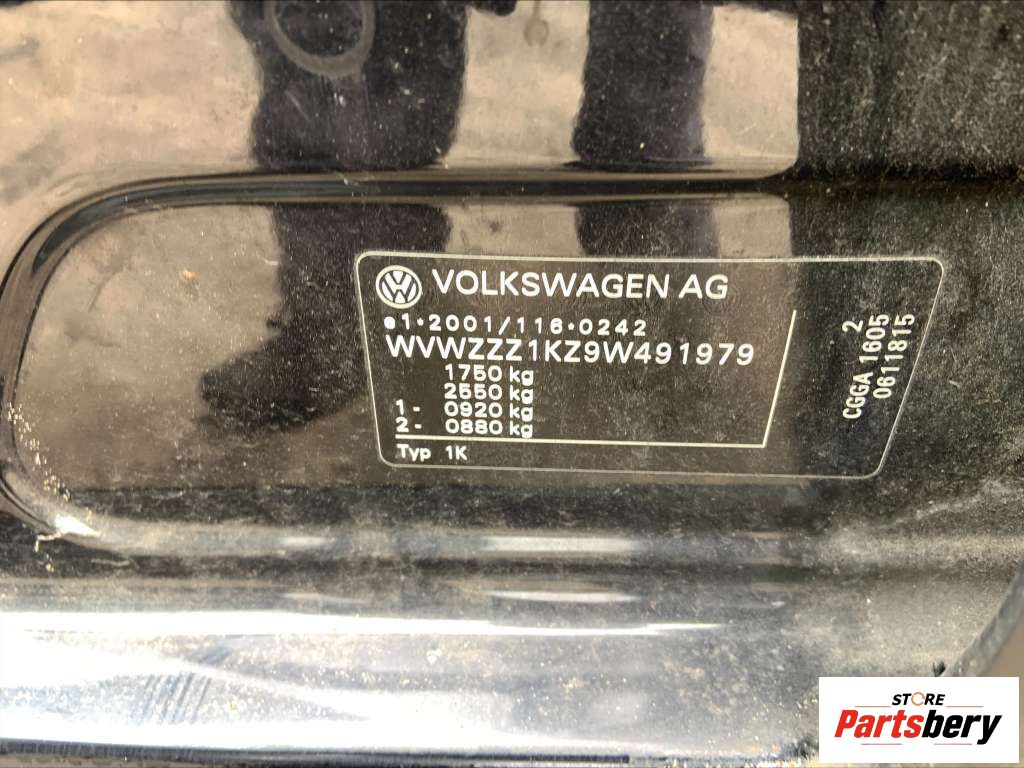 VOLKSWAGEN AG
e1*2001/116*0242
WVWZZZ1KZ9W491979
1750 kg
2550 kg
1- 0920 kg
2- 0880 kg
Typ 1K
2
CGGA 1605
0611815
STORE
Partsbery